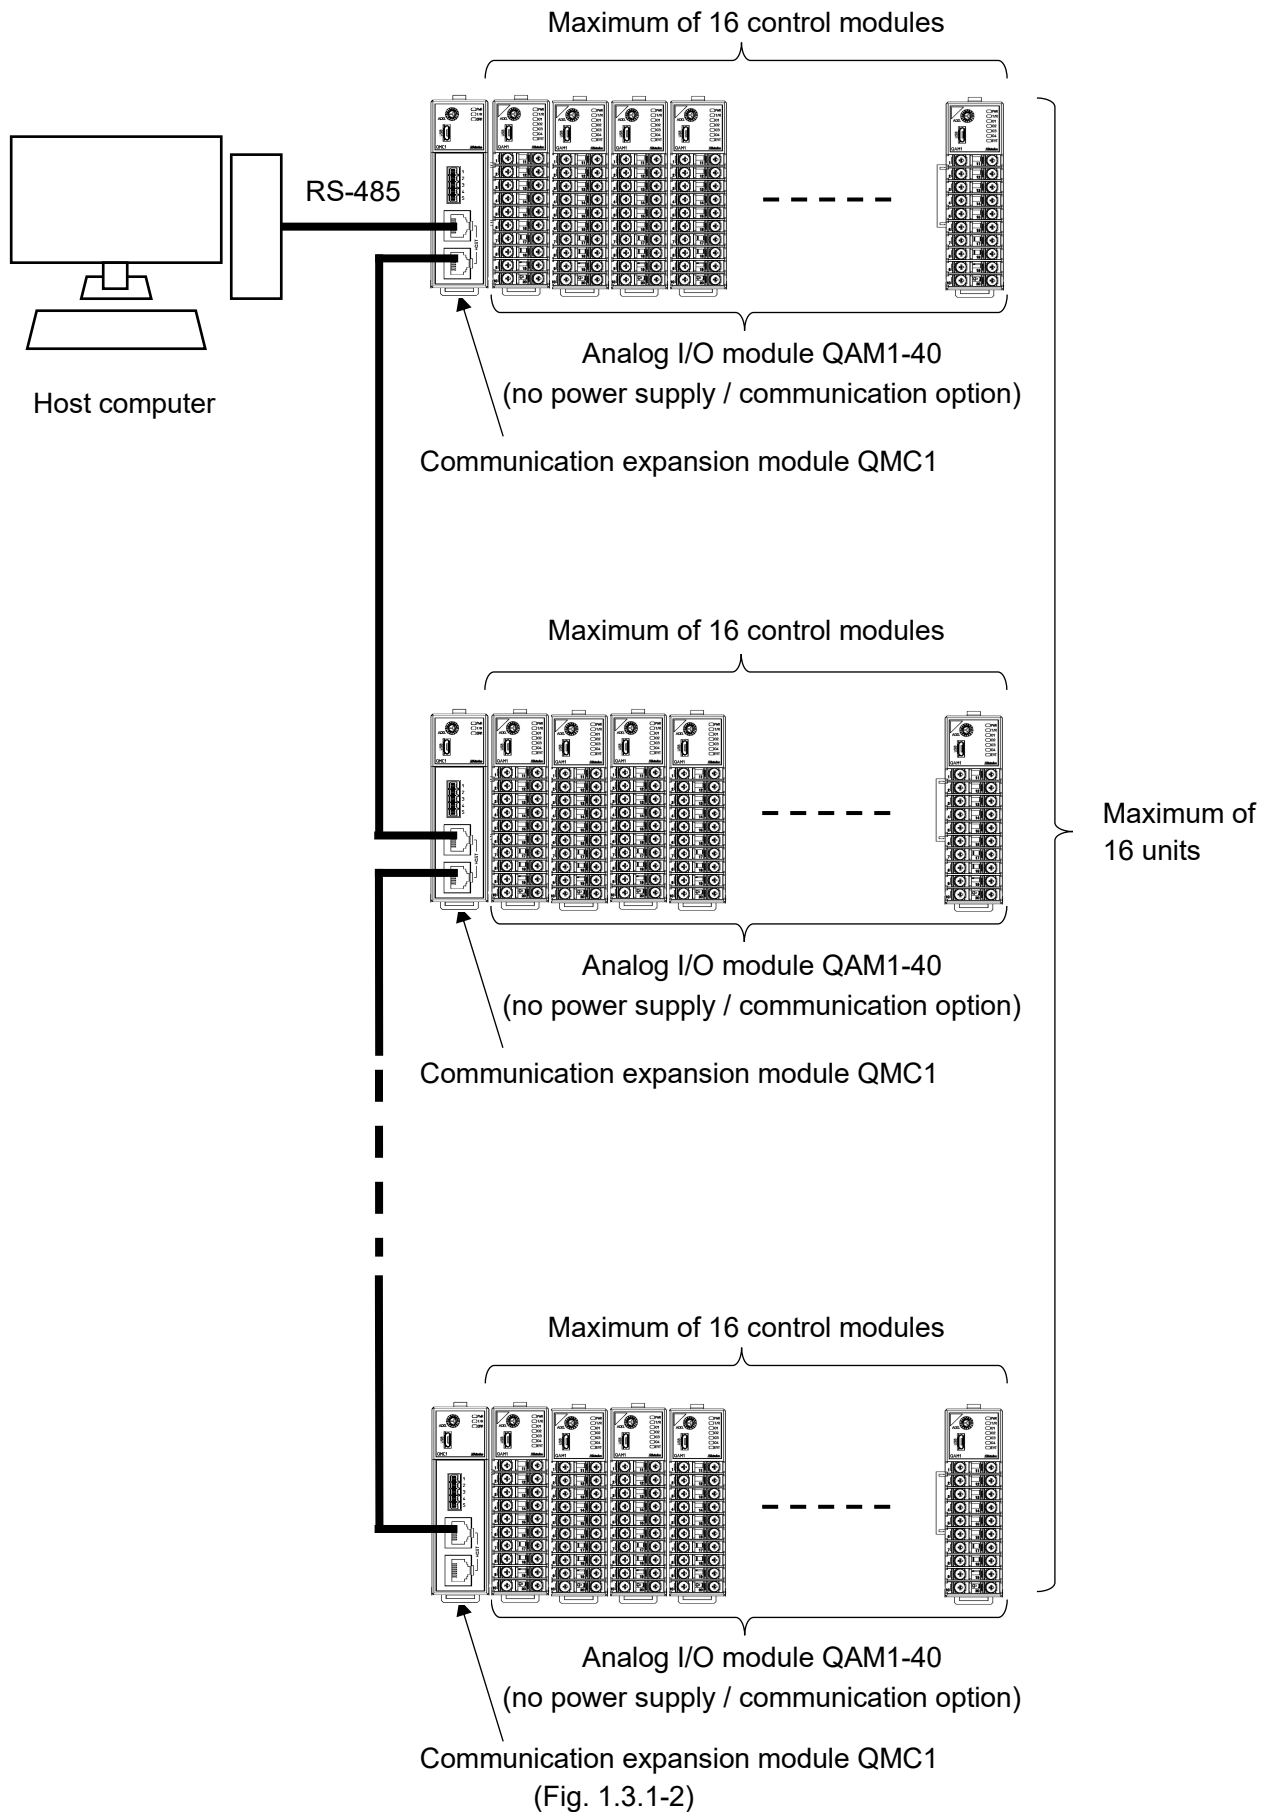 Maximum of 16 control modules
RS-485
Host computer
Analog I/O module QAM1-40
(no power supply / communication option)
Communication expansion module QMC1
Maximum of 16 control modules
Maximum of
16 units
Analog I/O module QAM1-40
(no power supply / communication option)
Communication expansion module QMC1
Maximum of 16 control modules
Analog I/O module QAM1-40
(no power supply / communication option)
Communication expansion module QMC1
(Fig. 1.3.1-2)